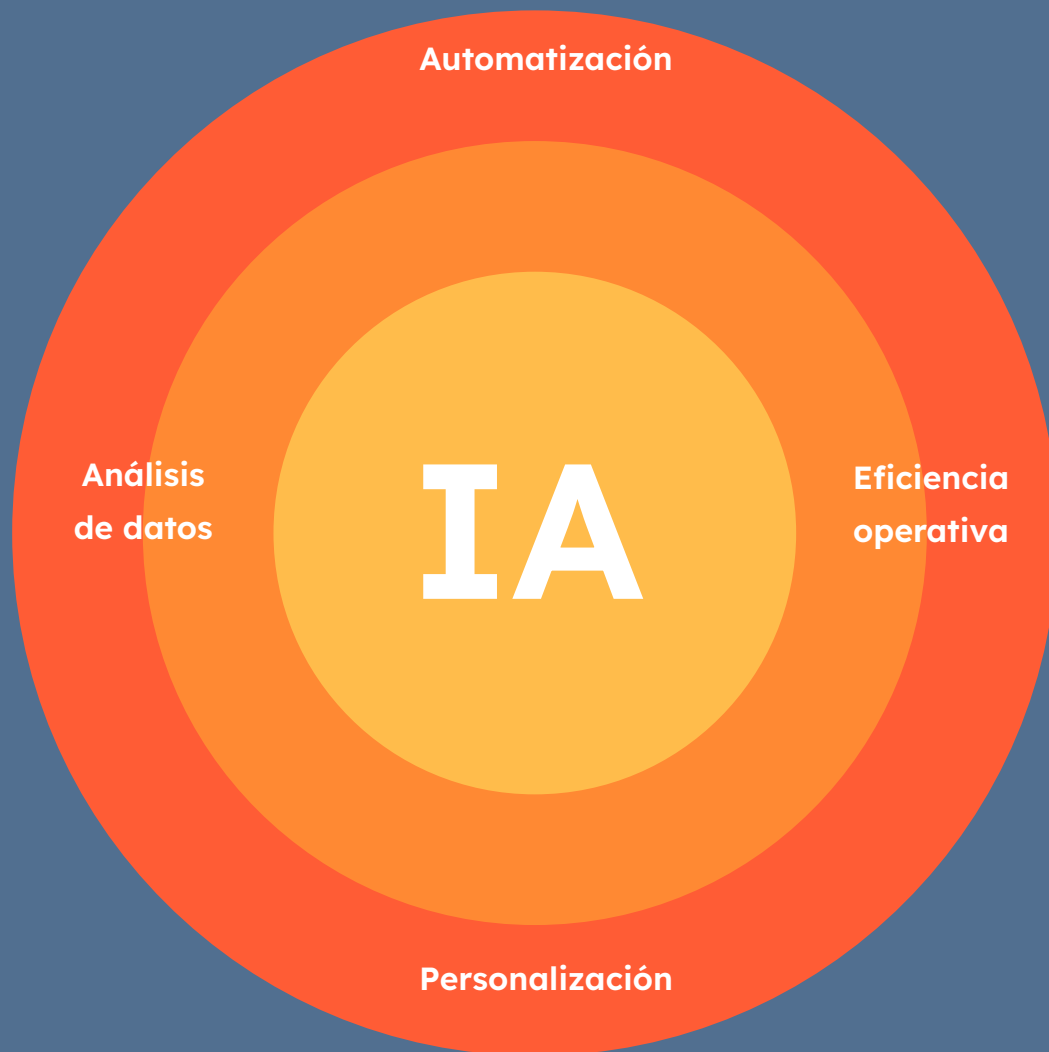 Automatización
Análisis
de datos
IA
Eficiencia
operativa
Personalización